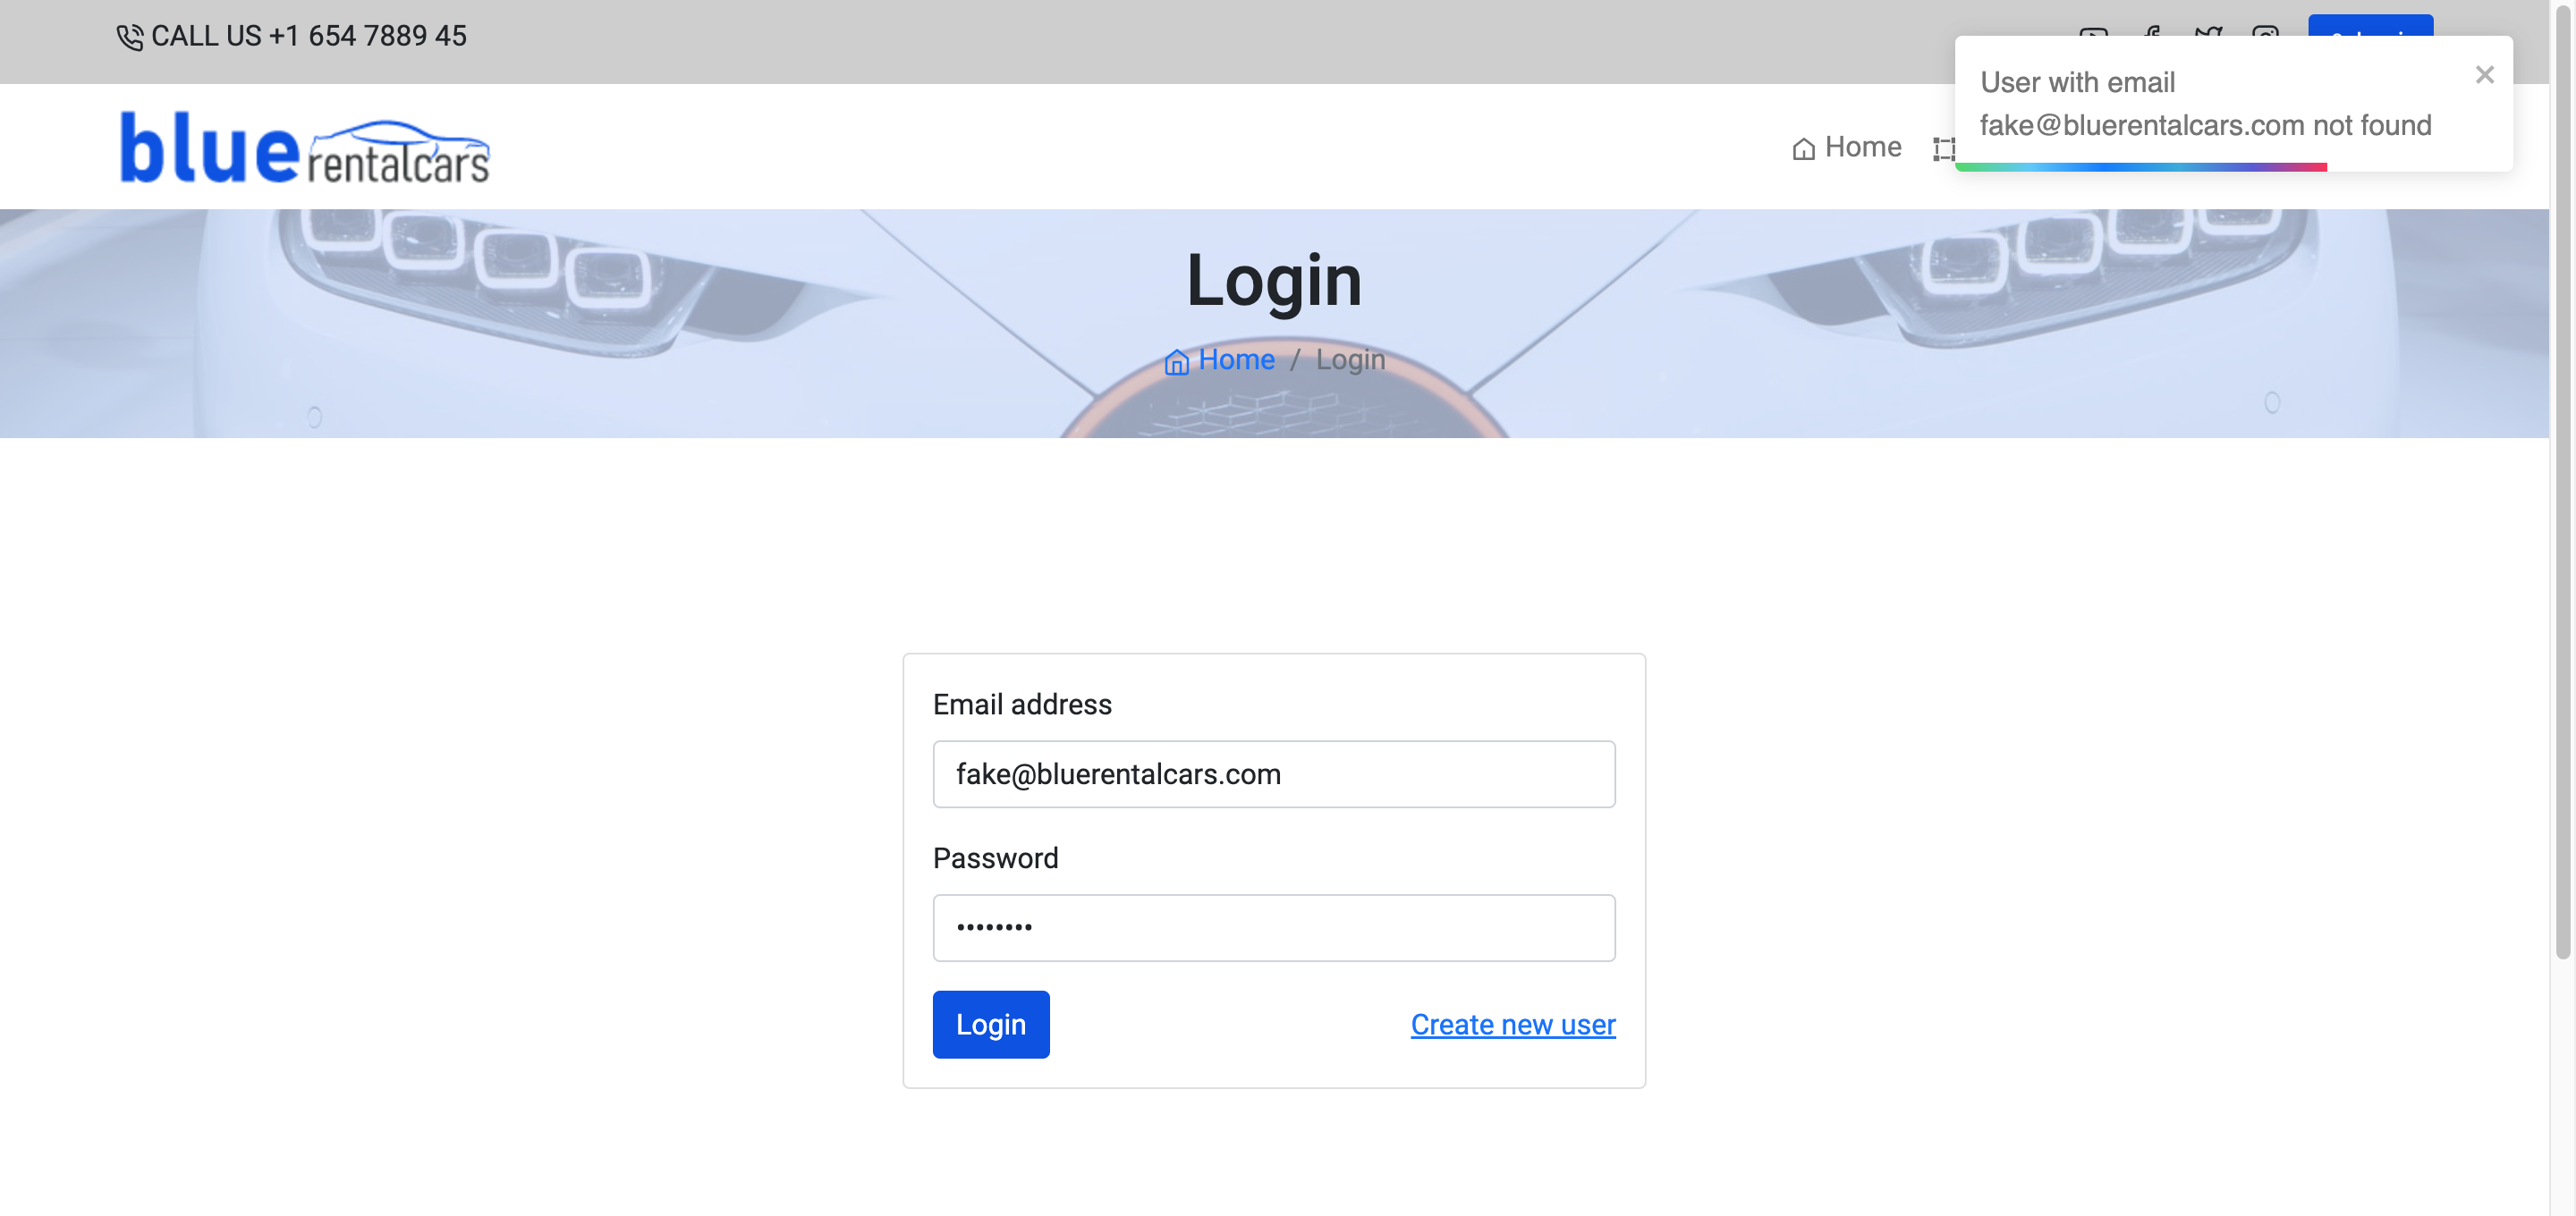 CALL US +1 654 7889 45
User with email
fake@bluerentalcars.com not found
blue rentalcars
Home
Login
Home / Login
Email address
fake@bluerentalcars.com
Password
••••••••
Login
Create new user